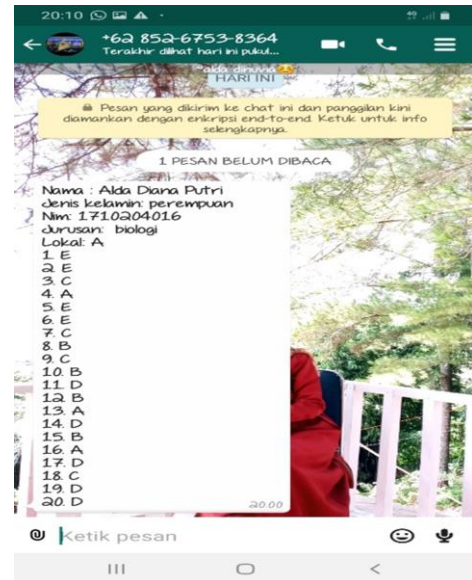 20:10
+62 852-6753-8364
Terakhir dilihat hari ini pukul...
~alda dinuvia
HARI INI
Pesan yang dikirim ke chat ini dan panggilan kini
diamankan dengan enkripsi end-to-end. Ketuk untuk info
selengkapnya.
1 PESAN BELUM DIBACA
Nama : Alda Diana Putri
Jenis kelamin: perempuan
Nim: 1710204016
Jurusan: biologi
Lokal: A
1. E
2. E
3. C
4. A
5. E
6. E
7. C
8. B
9. C
10. B
11. D
12. B
13. A
14. D
15. B
16. A
17. D
18. C
19. D
20. D
20.00
Ketik pesan